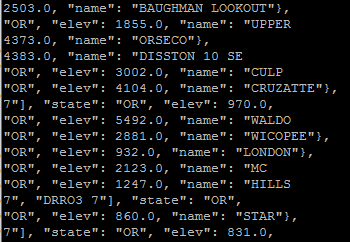 2503.0, "name": "BAUGHMAN LOOKOUT"},
"OR", "elev": 1855.0, "name": "UPPER
4373.0, "name": "ORSECO"},
4383.0, "name": "DISSTON 10 SE
"OR", "elev": 3002.0, "name": "CULP
"OR", "elev": 4104.0, "name": "CRUZATTE"},
7"], "state": "OR", "elev": 970.0,
"OR", "elev": 5492.0, "name": "WALDO
"OR", "elev": 2881.0, "name": "WICOPEE"},
"OR", "elev": 932.0, "name": "LONDON"},
"OR", "elev": 2123.0, "name": "MC
"OR", "elev": 1247.0, "name": "HILLS
7", "DRRO3 7"], "state": "OR",
"OR", "elev": 860.0, "name": "STAR"},
7"], "state": "OR", "elev": 831.0,